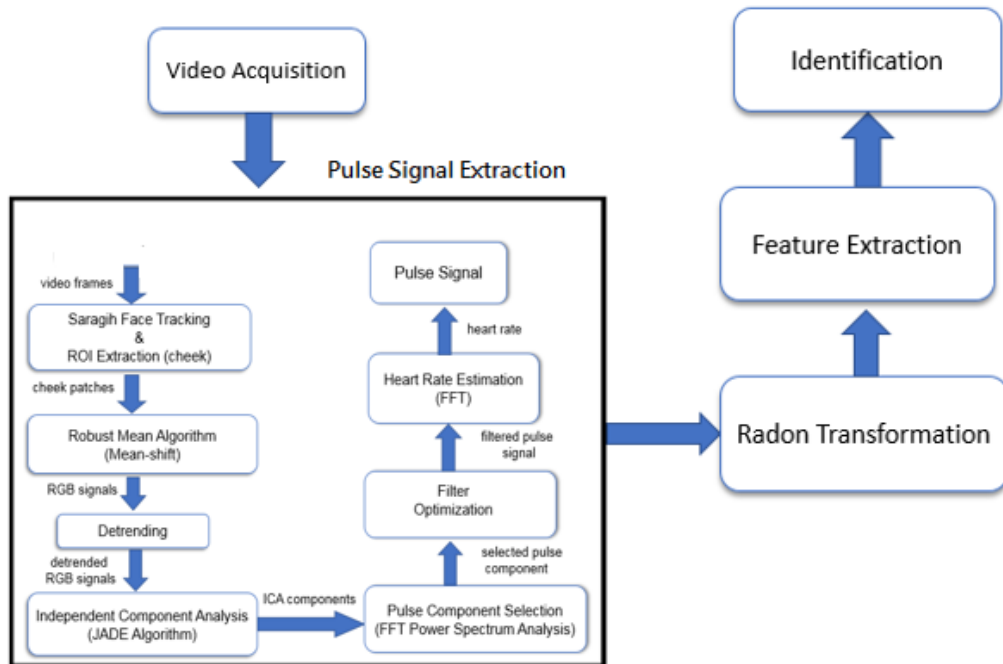 Video Acquisition
Pulse Signal Extraction
video frames
Saragih Face Tracking
&
ROI Extraction (cheek)
cheek patches
Robust Mean Algorithm
(Mean-shift)
RGB signals
Detrending
detrended
RGB signals
Independent Component Analysis
(JADE Algorithm)
ICA components
Pulse Component Selection
(FFT Power Spectrum Analysis)
selected pulse
component
Filter
Optimization
filtered pulse
signal
Heart Rate Estimation
(FFT)
heart rate
Pulse Signal
Radon Transformation
Feature Extraction
Identification